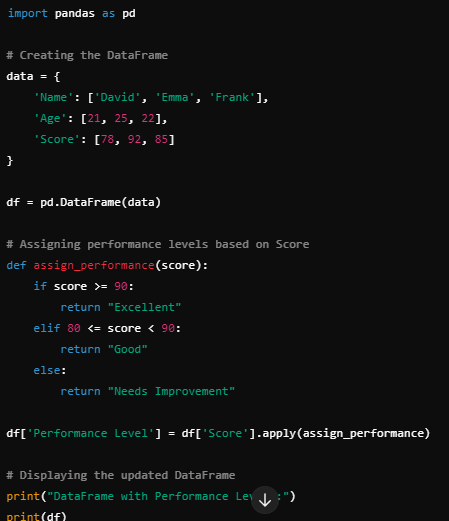 import pandas as pd
# Creating the DataFrame
data = {
    'Name': ['David', 'Emma', 'Frank'],
    'Age': [21, 25, 22],
    'Score': [78, 92, 85]
}
df = pd.DataFrame(data)
# Assigning performance levels based on Score
def assign_performance(score):
    if score >= 90:
        return "Excellent"
    elif 80 <= score < 90:
        return "Good"
    else:
        return "Needs Improvement"
df['Performance Level'] = df['Score'].apply(assign_performance)
# Displaying the updated DataFrame
print("DataFrame with Performance :")
print(df)